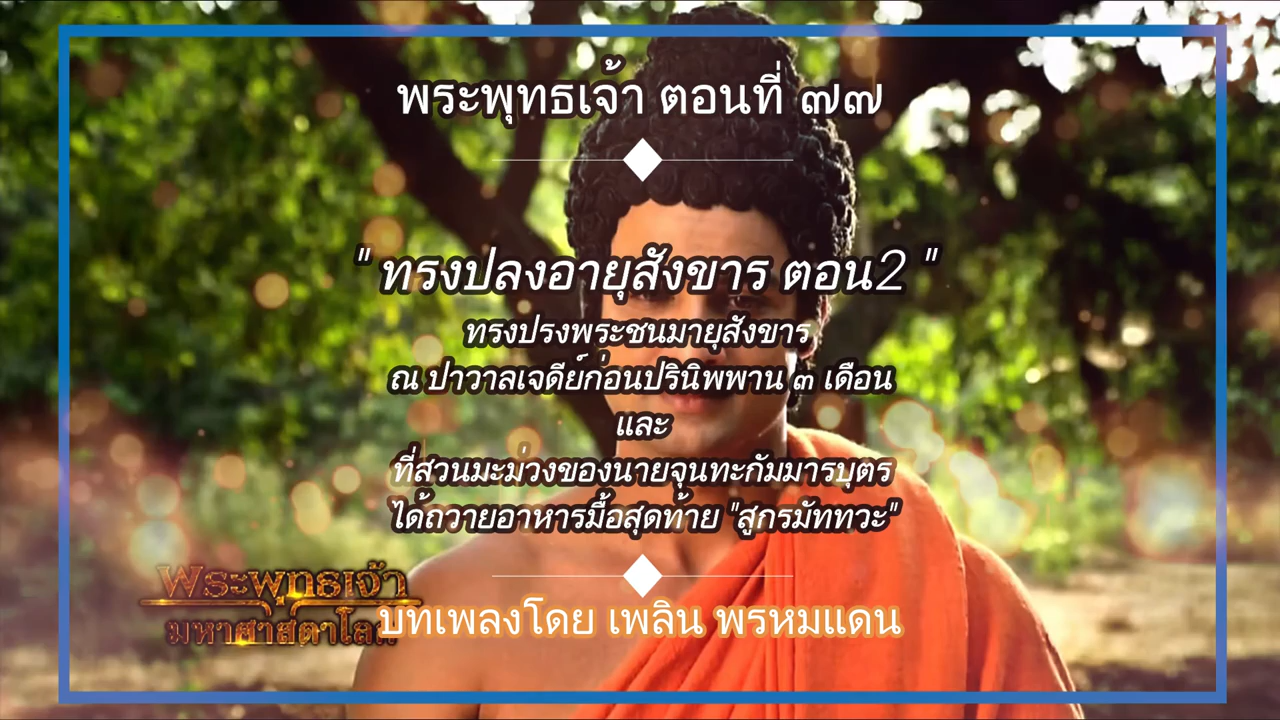 พระพุทธเจ้า ตอนที่ ๗๗
" ทรงปลงอายุสังขาร ตอน2 "
ทรงปรงพระชนมายุสังขาร
ณ ปาวาลเจดีย์ก่อนปรินิพพาน ๓ เดือน
และ
ที่สวนมะม่วงของนายจุนทะกัมมารบุตร
ได้ถวายอาหารมื้อสุดท้าย "สูกรมัททวะ"
พระพุทธเจ้า
มหาศาสดาโลก
บทเพลงโดย เพลิน พรหมแดน